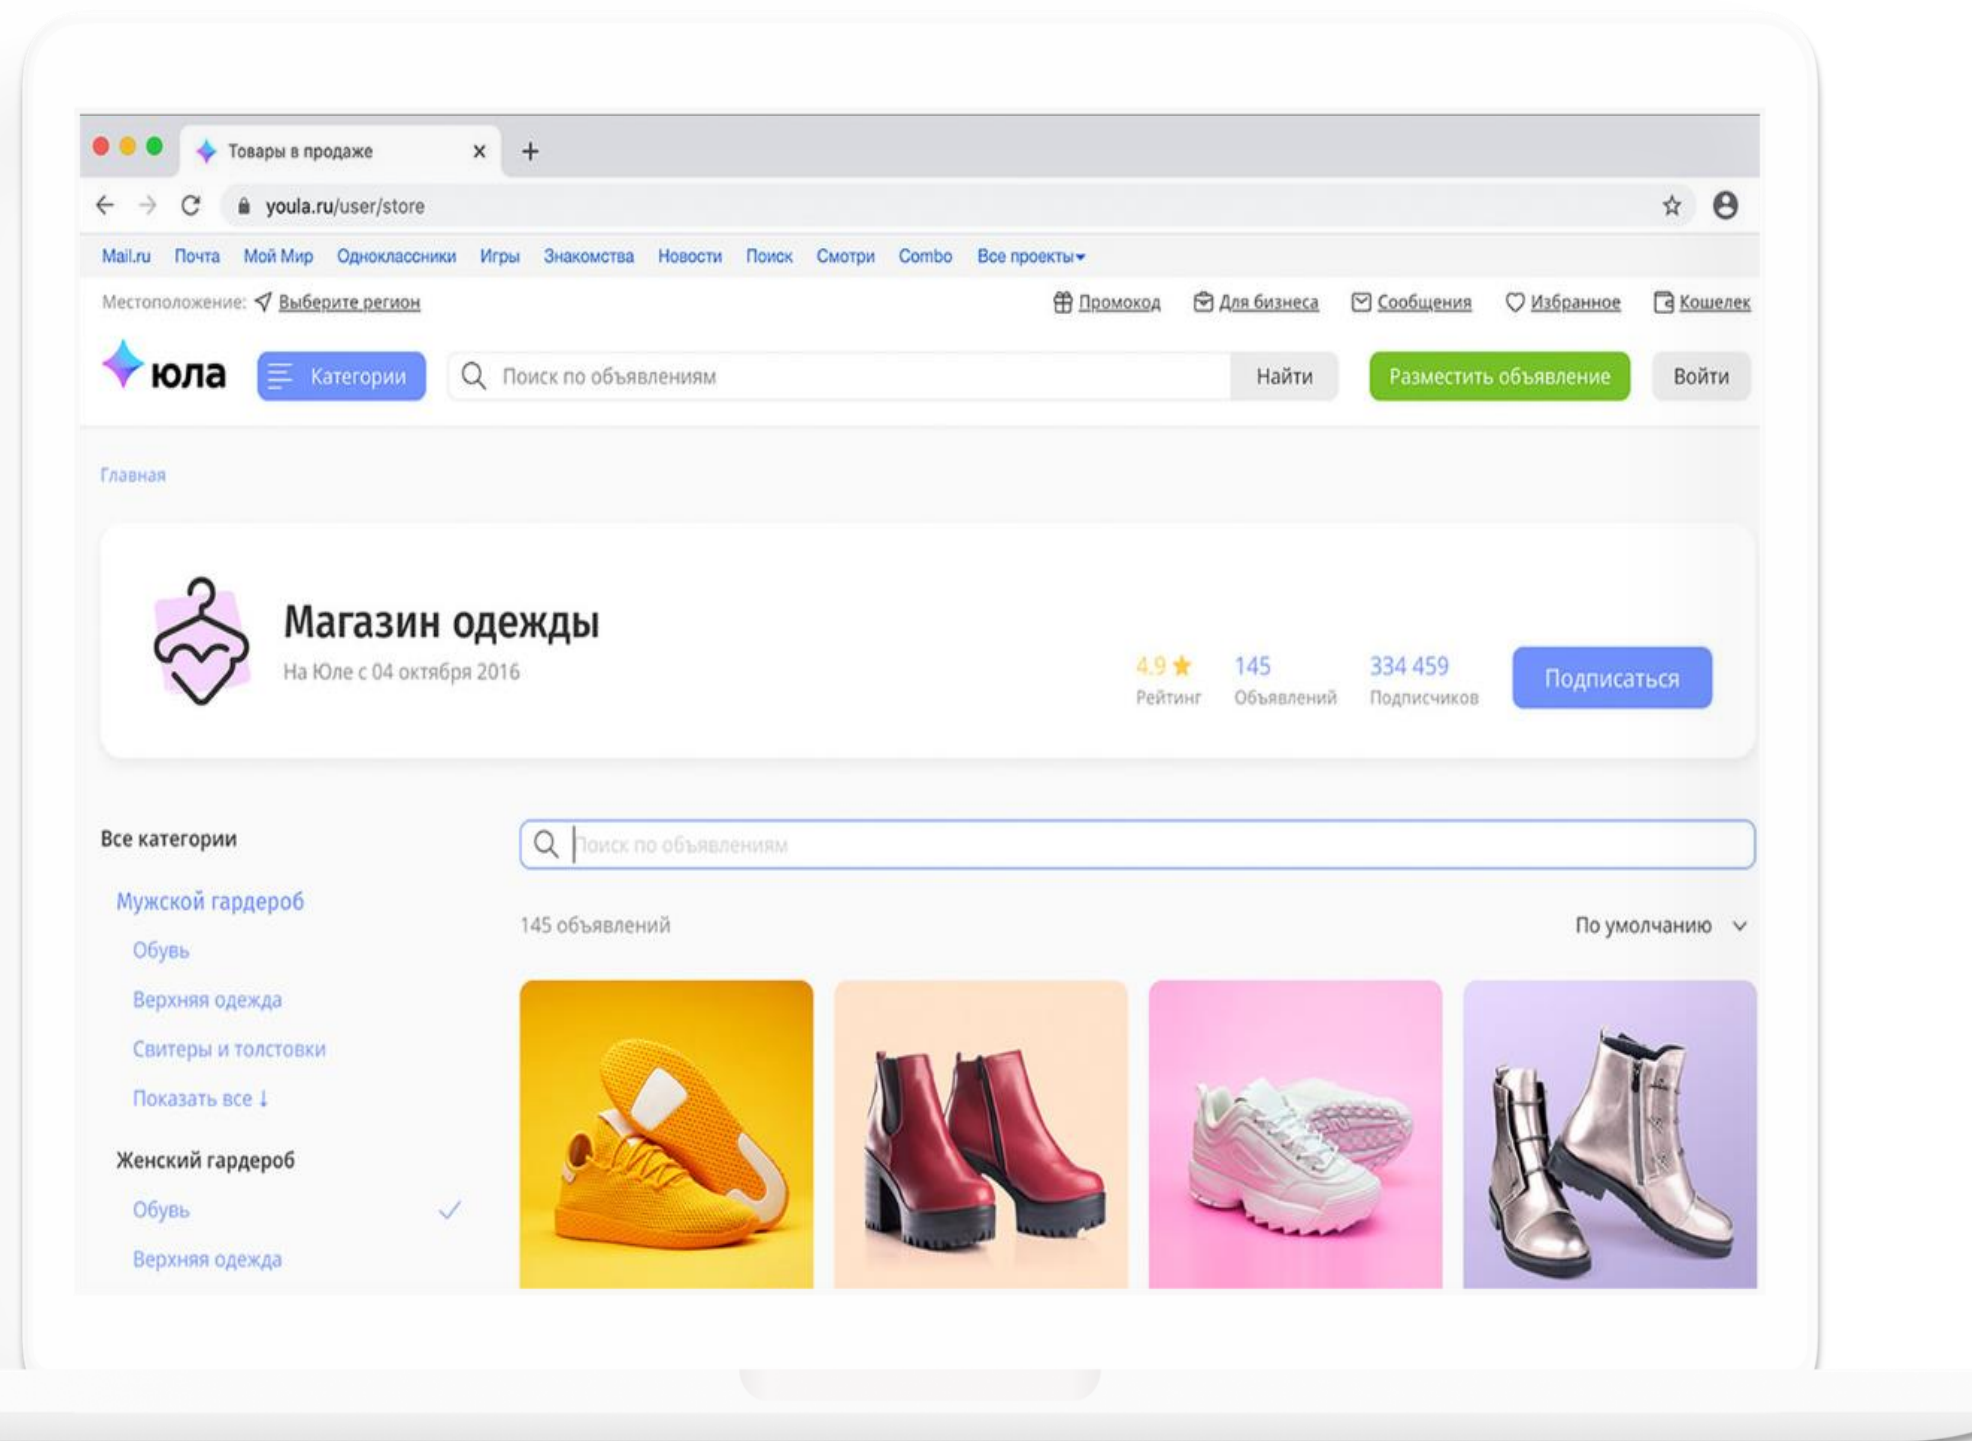 Товары в продаже
youla.ru/user/store
Mail.ru Почта Мой Мир Одноклассники Игры Знакомства Новости Поиск Смотри Combo Все проекты
Местоположение: Выберите регион Промокод Для бизнеса Сообщения Избранное Кошелек
юла Категории Поиск по объявлениям Найти Разместить объявление Войти
Главная
Магазин одежды
На Юле с 04 октября 2016
4.9 145 334 459 Подписаться
Рейтинг Объявлений Подписчиков
Все категории
Поиск по объявлениям
Мужской гардероб
145 объявлений По умолчанию
Обувь
Верхняя одежда
Свитеры и толстовки
Показать все ↓
Женский гардероб
Обувь
Верхняя одежда